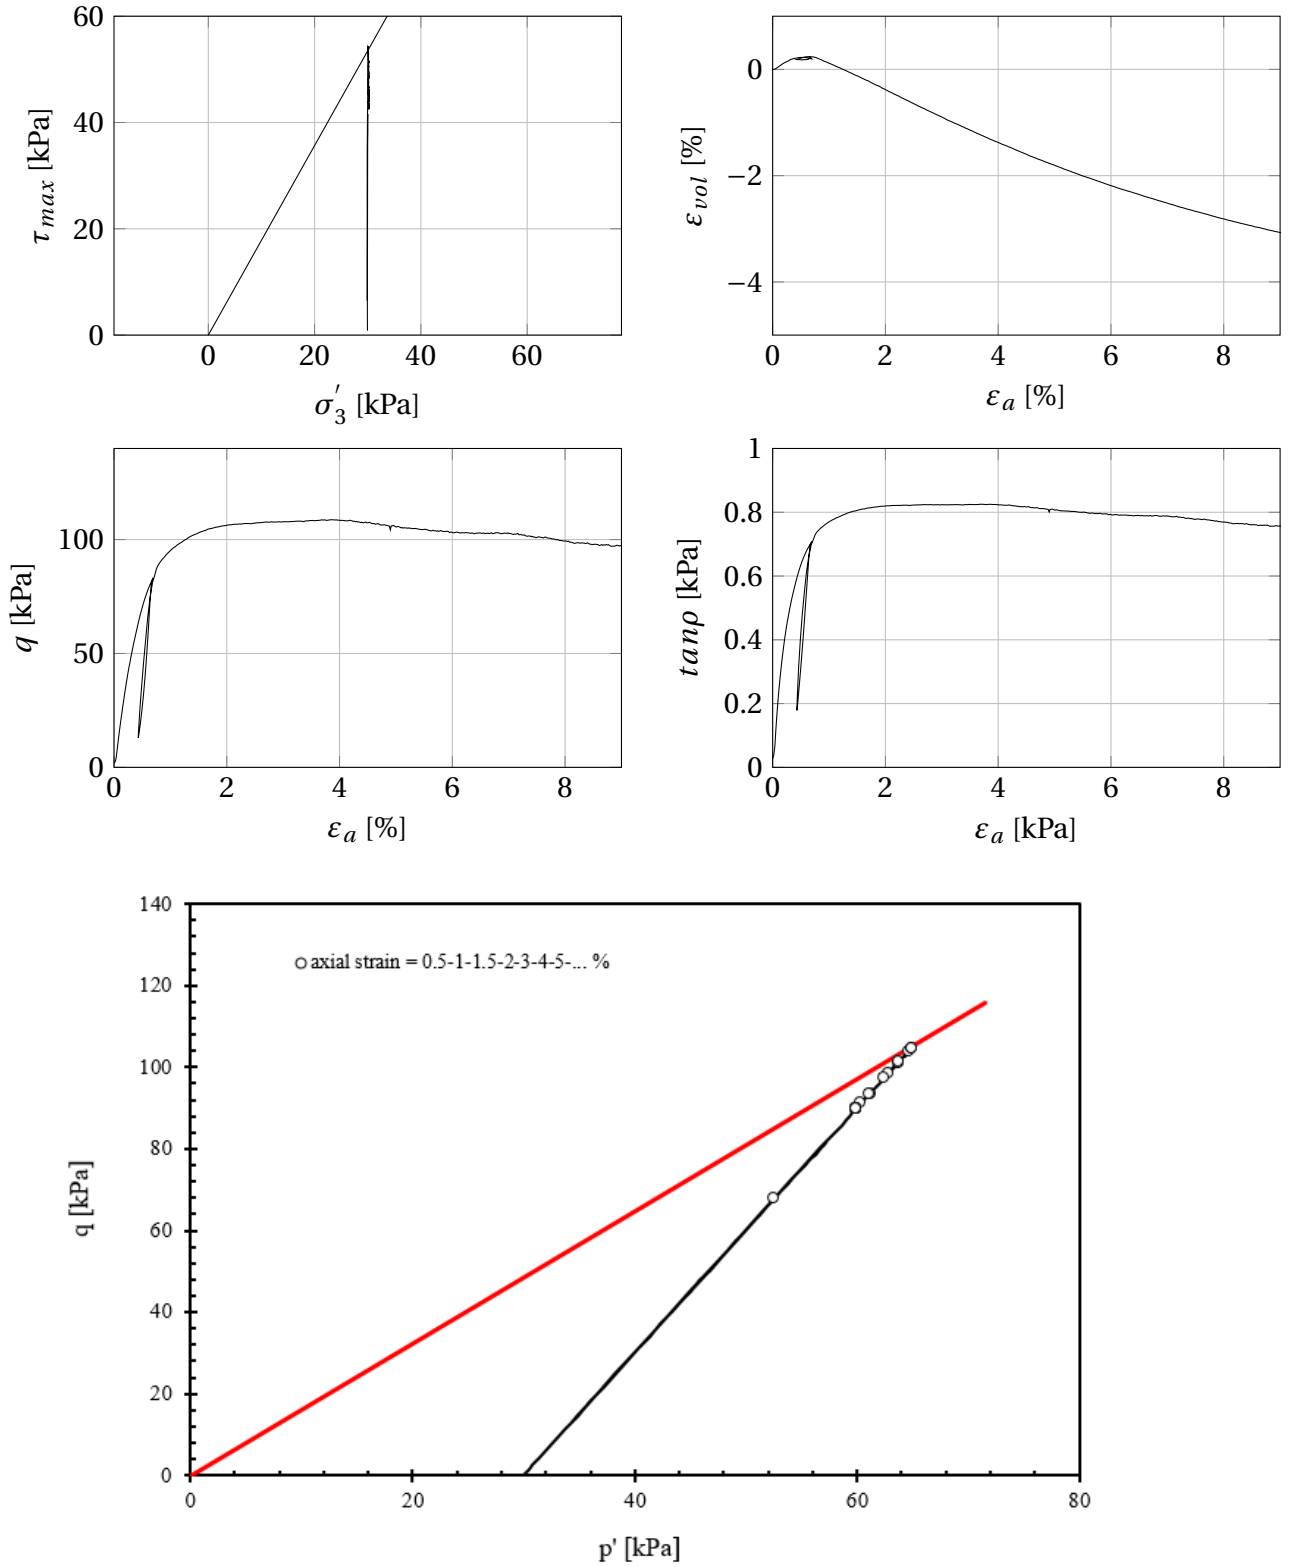 60
40
20
0
0 20 40 60
τmax [kPa]
σ′3 [kPa]
0
−2
−4
0 2 4 6 8
εvol [%]
εa [%]
100
50
0
0 2 4 6 8
q [kPa]
εa [%]
1
0.8
0.6
0.4
0.2
0
0 2 4 6 8
tanρ [kPa]
εa [kPa]
140
120
100
80
60
40
20
0
0 20 40 60 80
axial strain = 0.5-1-1.5-2-3-4-5-... %
q [kPa]
p' [kPa]